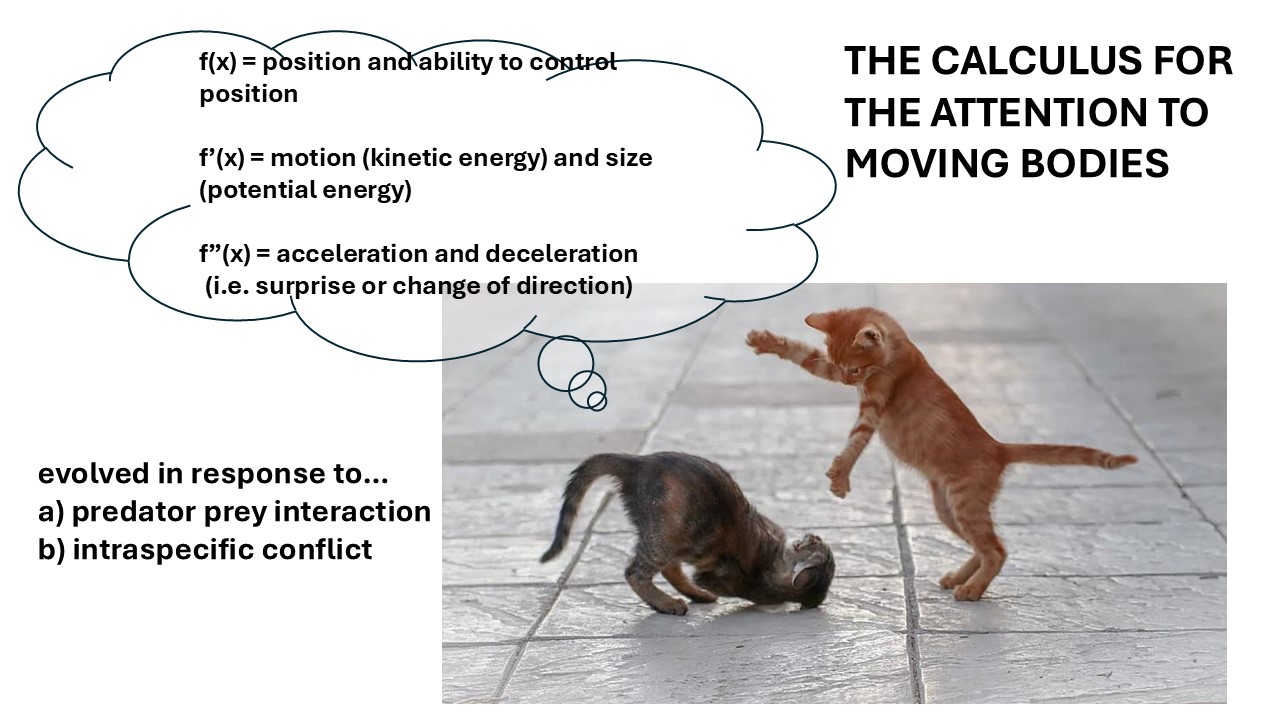 f(x) = position and ability to control
position
f’(x) = motion (kinetic energy) and size
(potential energy)
f”(x) = acceleration and deceleration
(i.e. surprise or change of direction)
THE CALCULUS FOR
THE ATTENTION TO
MOVING BODIES
evolved in response to...
a) predator prey interaction
b) intraspecific conflict